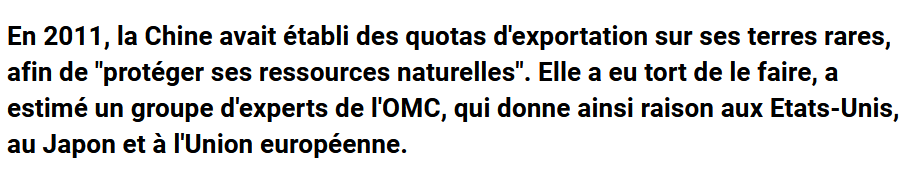 En 2011, la Chine avait établi des quotas d'exportation sur ses terres rares,
afin de "protéger ses ressources naturelles". Elle a eu tort de le faire, a
estimé un groupe d'experts de l'OMC, qui donne ainsi raison aux Etats-Unis,
au Japon et à l'Union européenne.